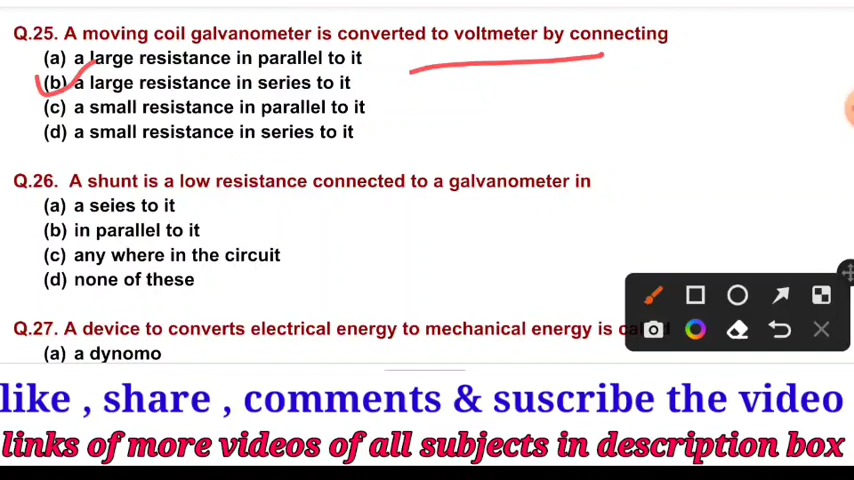 Q.25. A moving coil galvanometer is converted to voltmeter by connecting
(a) a large resistance in parallel to it
(b) a large resistance in series to it
(c) a small resistance in parallel to it
(d) a small resistance in series to it
Q.26. A shunt is a low resistance connected to a galvanometer in
(a) a seies to it
(b) in parallel to it
(c) any where in the circuit
(d) none of these
Q.27. A device to converts electrical energy to mechanical energy is
(a) a dynomo
like , share , comments & suscribe the video
links of more videos of all subjects in description box